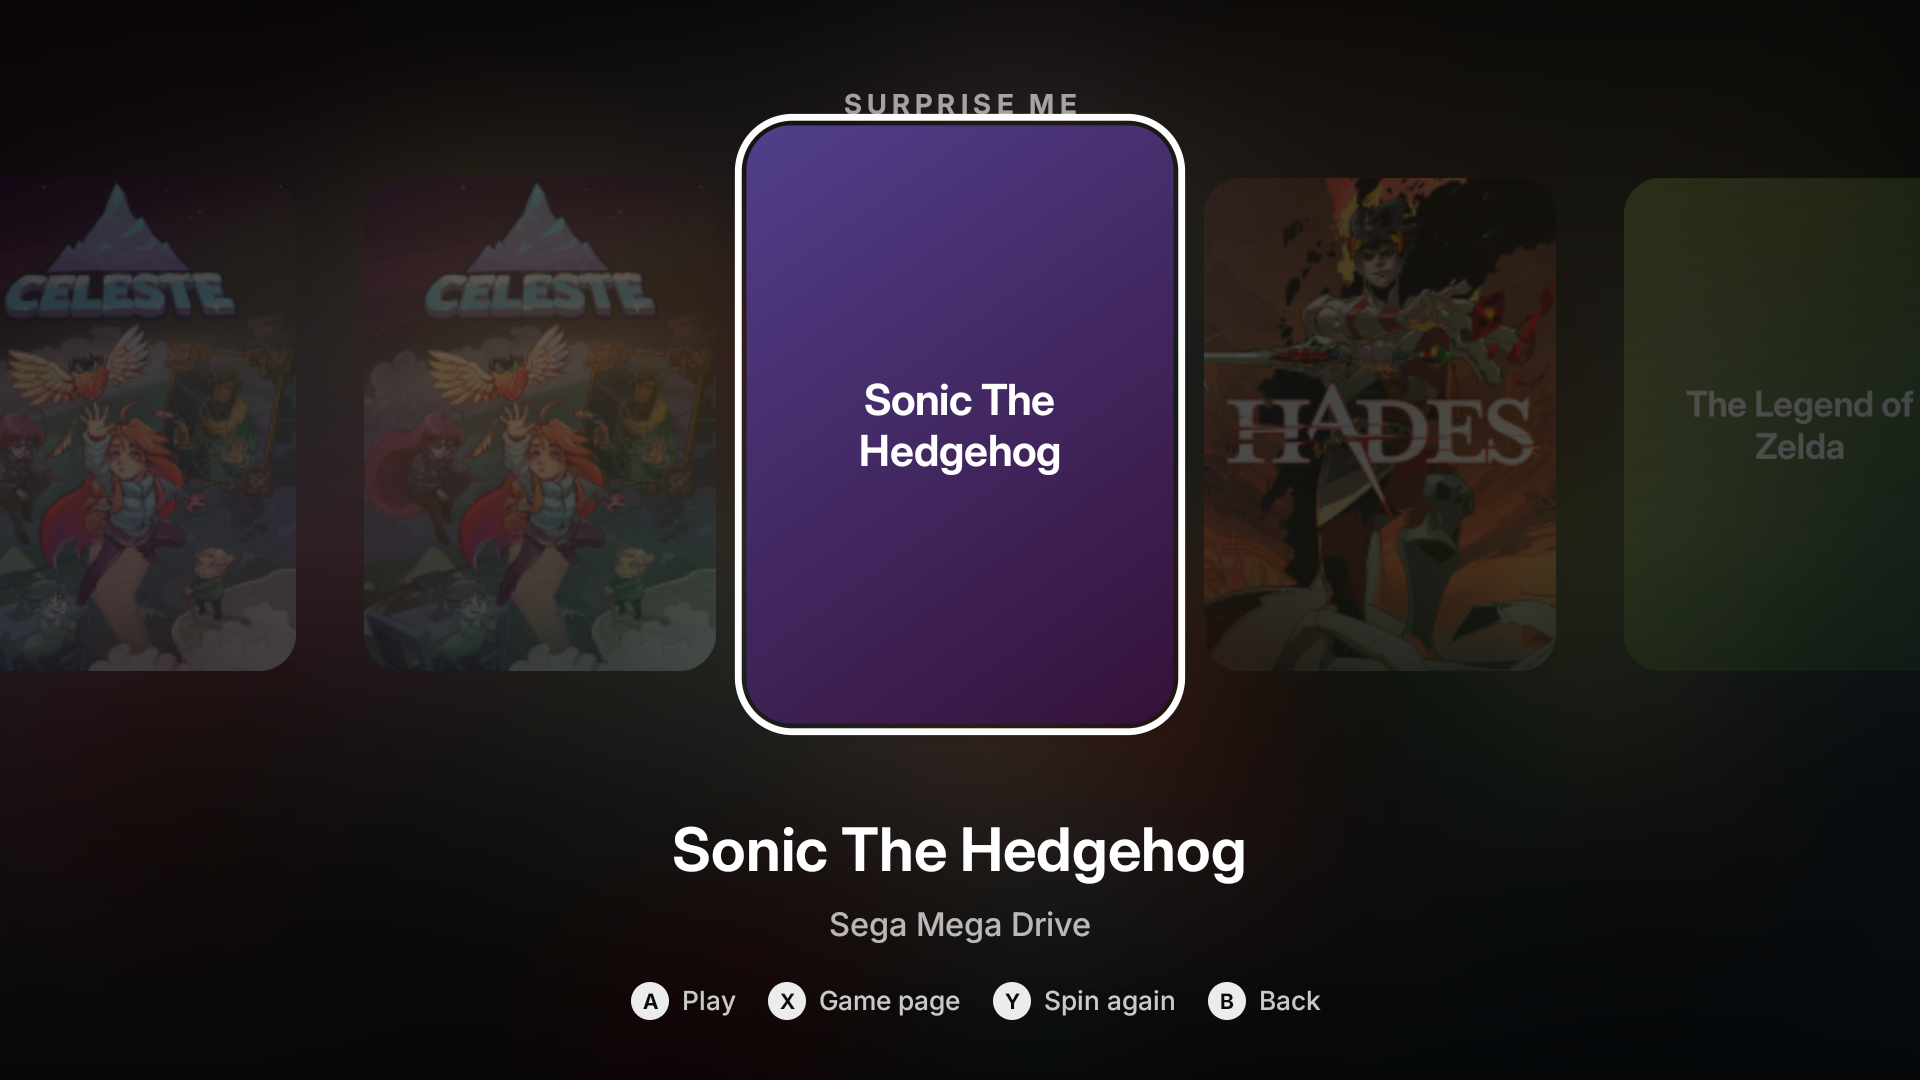 SURPRISE ME
CELESTE
CELESTE
Sonic The
Hedgehog
HADES
The Legend of
Zelda
Sonic The Hedgehog
Sega Mega Drive
A Play X Game page Y Spin again B Back